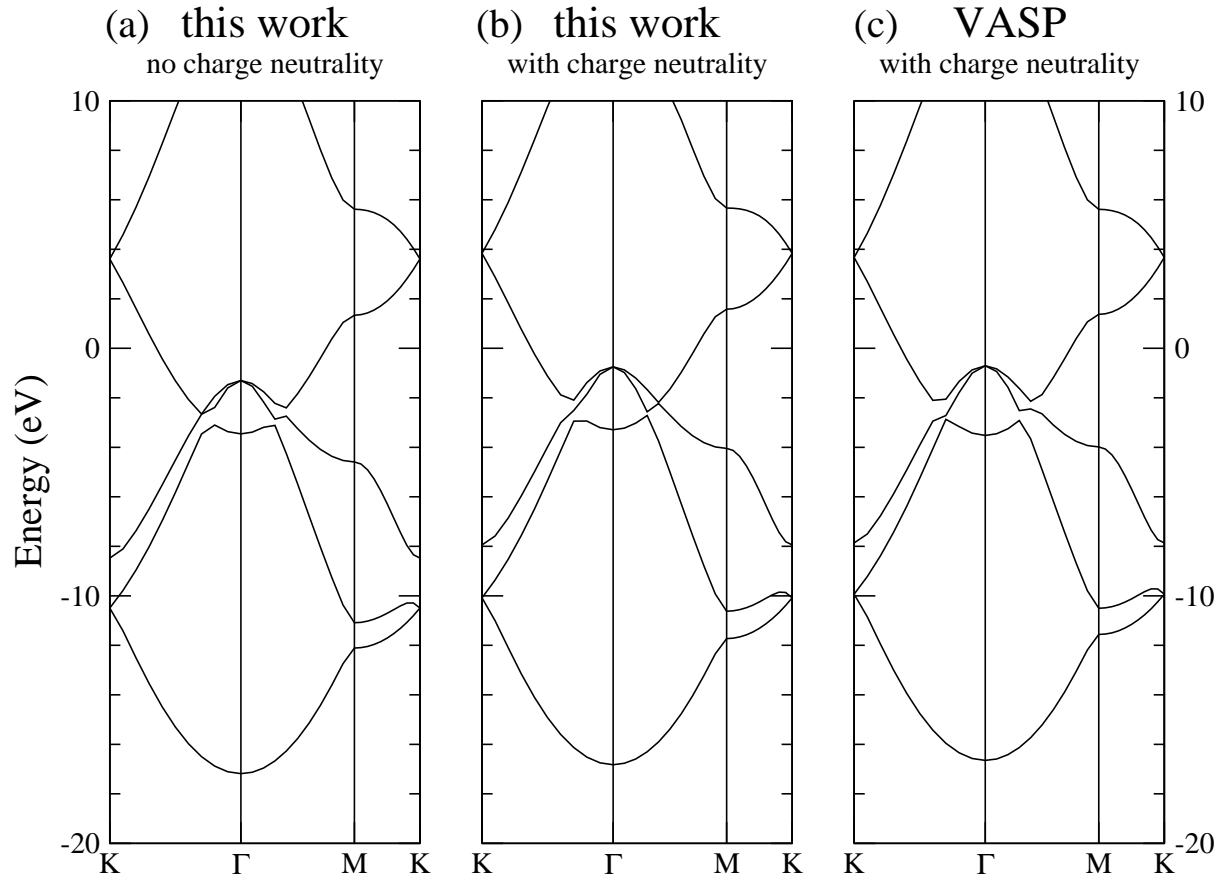 (a) this work
no charge neutrality
(b) this work
with charge neutrality
(c) VASP
with charge neutrality
Energy (eV)
10
0
-10
-20
K Γ M K
K Γ M K
K Γ M K
10
0
-10
-20